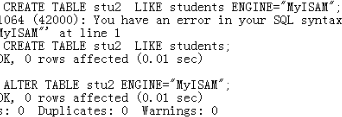 CREATE TABLE stu2 LIKE students ENGINE="MyISAM";
1064 (42000): You have an error in your SQL syntax
MyISAM"' at line 1
CREATE TABLE stu2 LIKE students;
OK, 0 rows affected (0.01 sec)
ALTER TABLE stu2 ENGINE="MyISAM";
OK, 0 rows affected (0.01 sec)
s: 0 Duplicates: 0 Warnings: 0